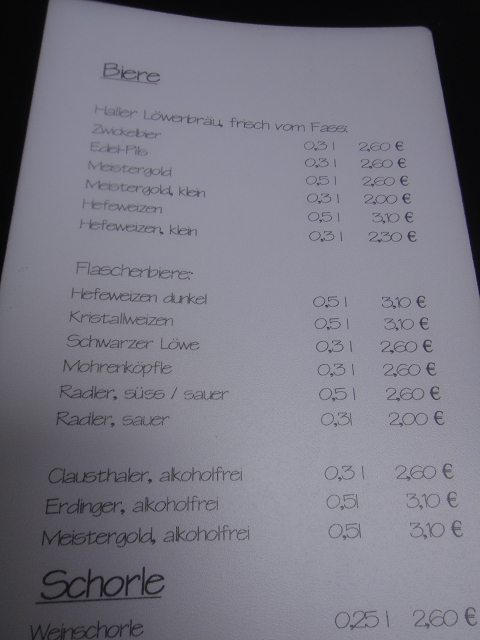 Biere
Haller Löwenbräu, frisch vom Fass:
Zwickelbier 0,3 l 2,60 €
Edel-Pils 0,3 l 2,60 €
Meistergold 0,5 l 2,60 €
Meistergold, klein 0,3 l 2,00 €
Hefeweizen 0,5 l 3,10 €
Hefeweizen, klein 0,3 l 2,30 €
Flaschenbiere:
Hefeweizen dunkel 0,5 l 3,10 €
Kristallweizen 0,5 l 3,10 €
Schwarzer Löwe 0,3 l 2,60 €
Mohrenköpfle 0,3 l 2,60 €
Radler, süss / sauer 0,5 l 2,60 €
Radler, sauer 0,3l 2,00 €
Clausthaler, alkoholfrei 0,3 l 2,60 €
Erdinger, alkoholfrei 0,5l 3,10 €
Meistergold, alkoholfrei 0,5l 3,10 €
Schorle
Weinschorle 0,25 l 2,60 €